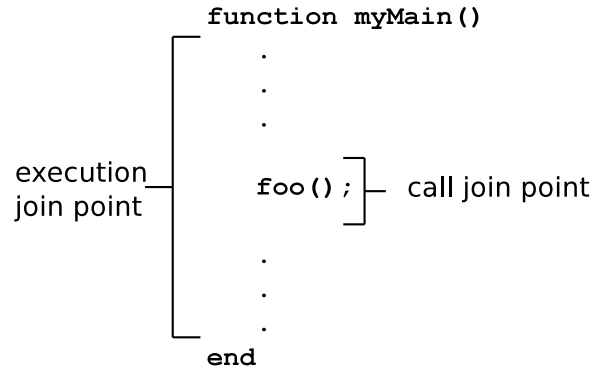 function myMain()
.
.
.
execution
join point
foo();
call join point
.
.
.
end